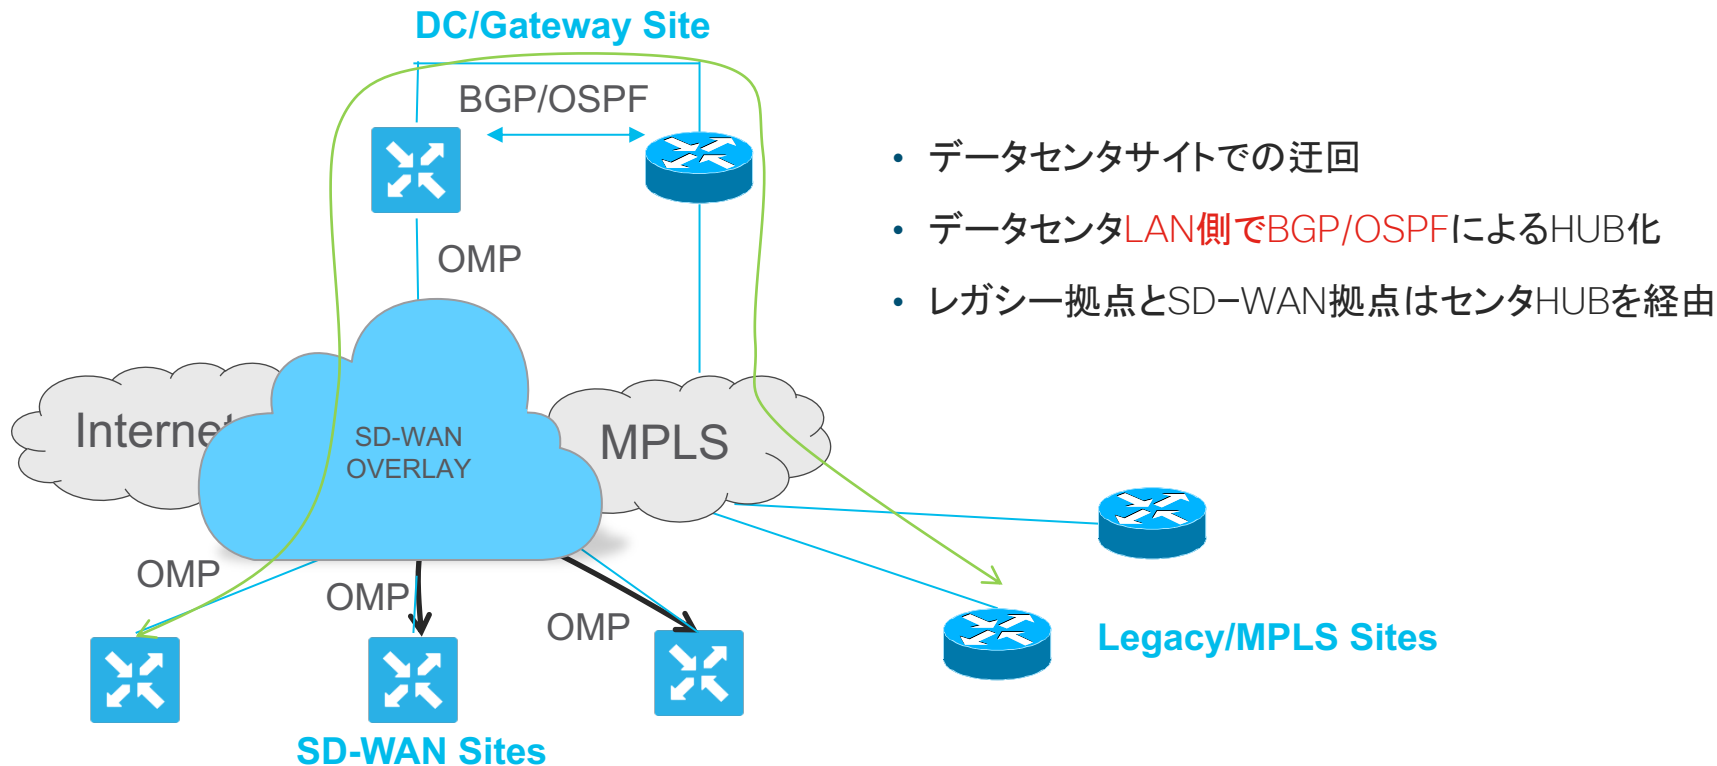 DC/Gateway Site
BGP/OSPF
• データセンタサイトでの迂回
• データセンタLAN側でBGP/OSPFによるHUB化
• レガシー拠点とSD-WAN拠点はセンタHUBを経由
OMP
Internet
SD-WAN
OVERLAY
MPLS
OMP
OMP
OMP
Legacy/MPLS Sites
SD-WAN Sites